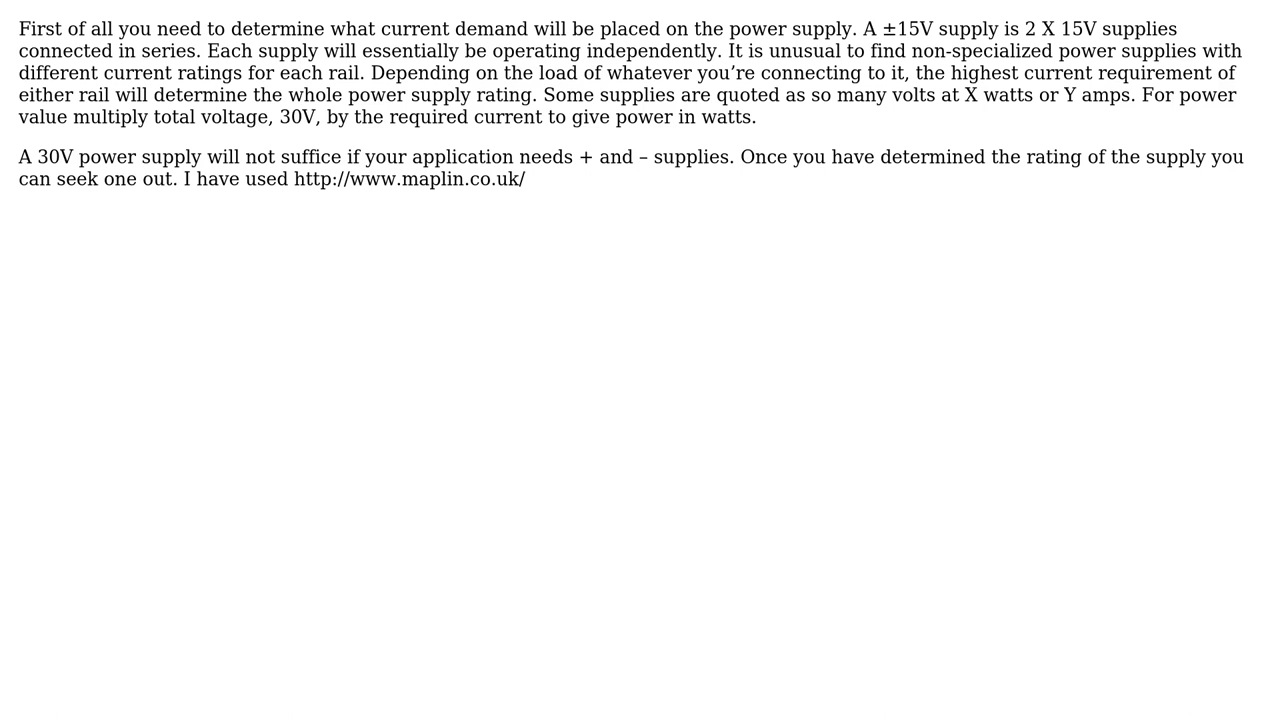 First of all you need to determine what current demand will be placed on the power supply. A ±15V supply is 2 X 15V supplies
connected in series. Each supply will essentially be operating independently. It is unusual to find non-specialized power supplies with
different current ratings for each rail. Depending on the load of whatever you’re connecting to it, the highest current requirement of
either rail will determine the whole power supply rating. Some supplies are quoted as so many volts at X watts or Y amps. For power
value multiply total voltage, 30V, by the required current to give power in watts.
A 30V power supply will not suffice if your application needs + and – supplies. Once you have determined the rating of the supply you
can seek one out. I have used http://www.maplin.co.uk/